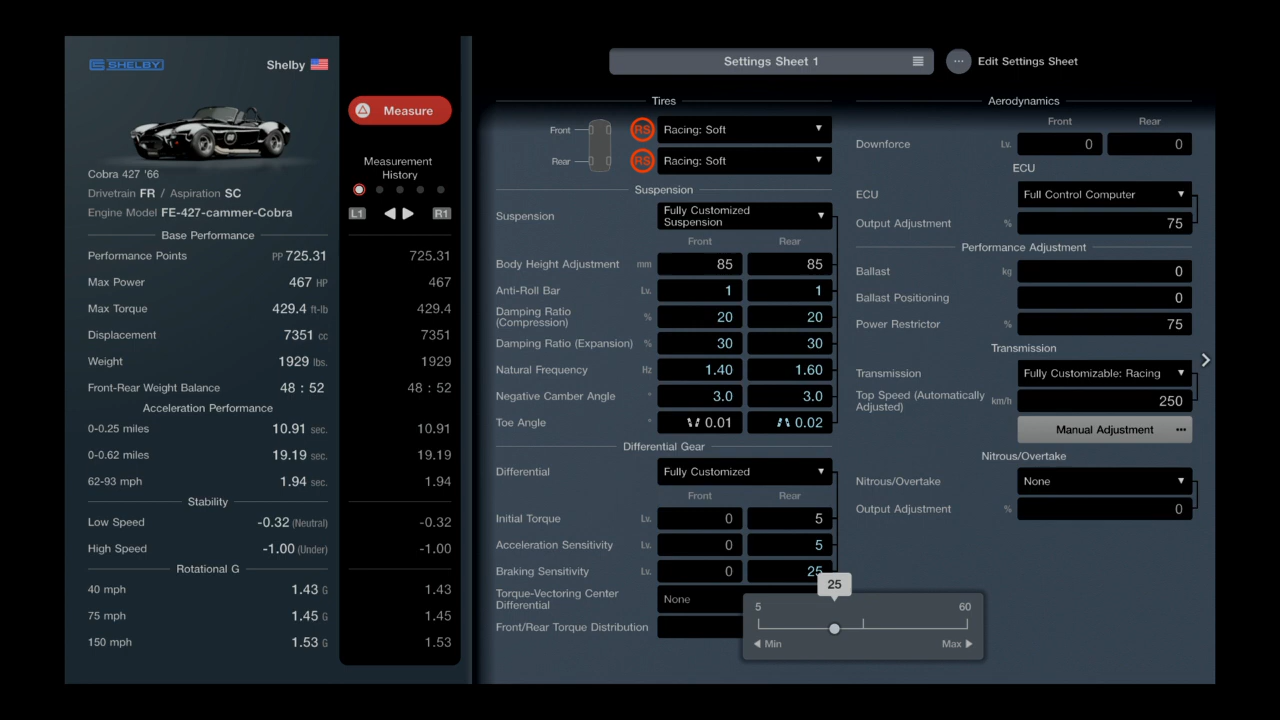 SHELBY
Shelby
Cobra 427 '66
Drivetrain FR / Aspiration SC
Engine Model FE-427-cammer-Cobra
Base Performance
Performance Points PP 725.31
Max Power 467 HP
Max Torque 429.4 ft-lb
Displacement 7351 cc
Weight 1929 lbs.
Front-Rear Weight Balance 48 : 52
Acceleration Performance
0-0.25 miles 10.91 sec.
0-0.62 miles 19.19 sec.
62-93 mph 1.94 sec.
Stability
Low Speed -0.32 (Neutral)
High Speed -1.00 (Under)
Rotational G
40 mph 1.43 G
75 mph 1.45 G
150 mph 1.53 G
Measure
Measurement
History
L1 R1
725.31
467
429.4
7351
1929
48 : 52
10.91
19.19
1.94
-0.32
-1.00
1.43
1.45
1.53
Settings Sheet 1
Edit Settings Sheet
Tires
Front RS Racing: Soft
Rear RS Racing: Soft
Suspension
Suspension Fully Customized
Suspension
Front Rear
Body Height Adjustment mm 85 85
Anti-Roll Bar Lv. 1 1
Damping Ratio
(Compression) % 20 20
Damping Ratio (Expansion) % 30 30
Natural Frequency Hz 1.40 1.60
Negative Camber Angle ° 3.0 3.0
Toe Angle ° 0.01 0.02
Differential Gear
Differential Fully Customized
Front Rear
Initial Torque Lv. 0 5
Acceleration Sensitivity Lv. 0 5
Braking Sensitivity Lv. 0 25
Torque-Vectoring Center
Differential None
Front/Rear Torque Distribution
25
5 60
Min Max
Aerodynamics
Front Rear
Downforce Lv. 0 0
ECU
ECU Full Control Computer
Output Adjustment % 75
Performance Adjustment
Ballast kg 0
Ballast Positioning 0
Power Restrictor % 75
Transmission
Transmission Fully Customizable: Racing
Top Speed (Automatically
Adjusted) km/h 250
Manual Adjustment
Nitrous/Overtake
Nitrous/Overtake None
Output Adjustment % 0